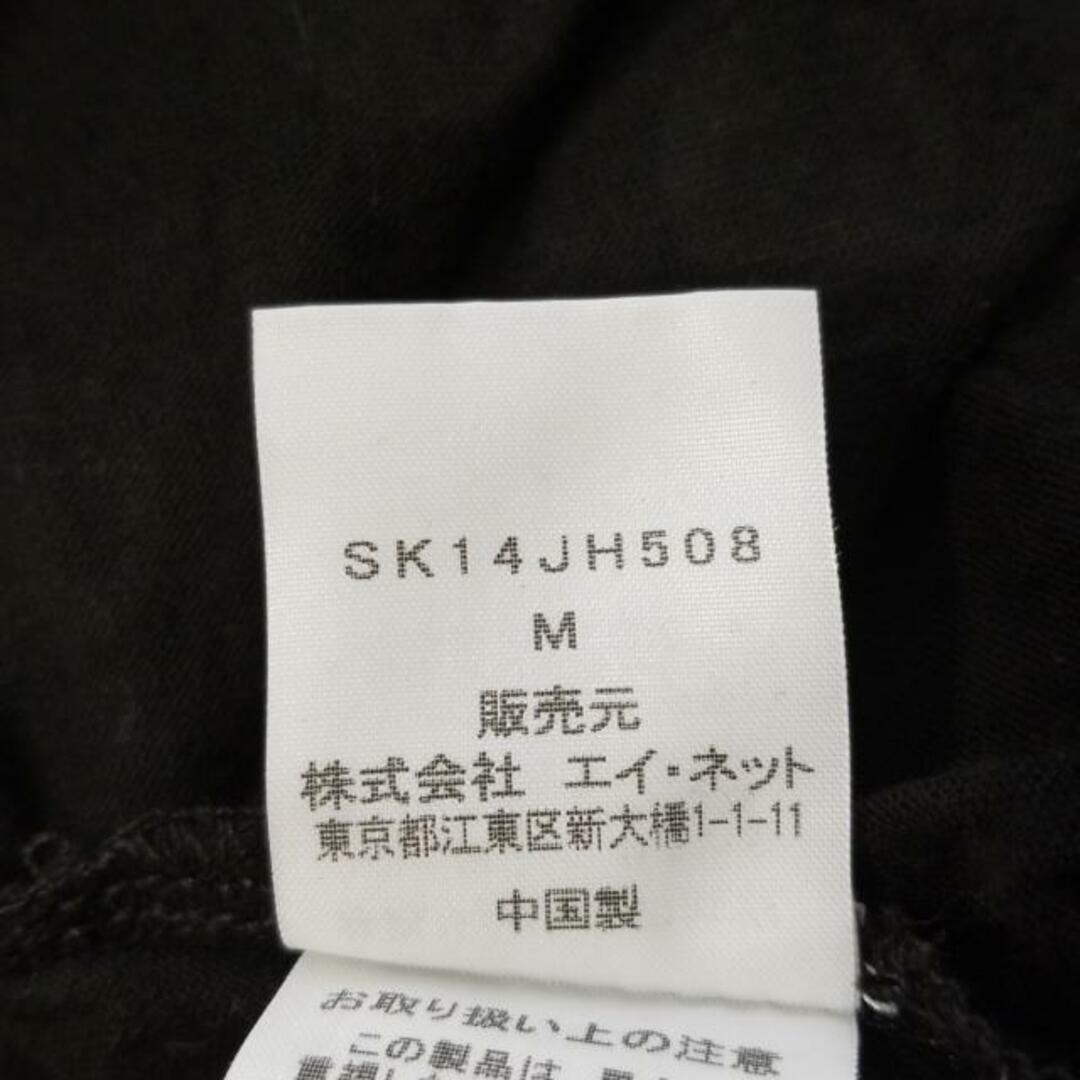 SK14JH508
M
販売元
株式会社 エイ・ネット
東京都江東区新大橋1-1-11
中国製
お取り扱い上の注意
この製品は